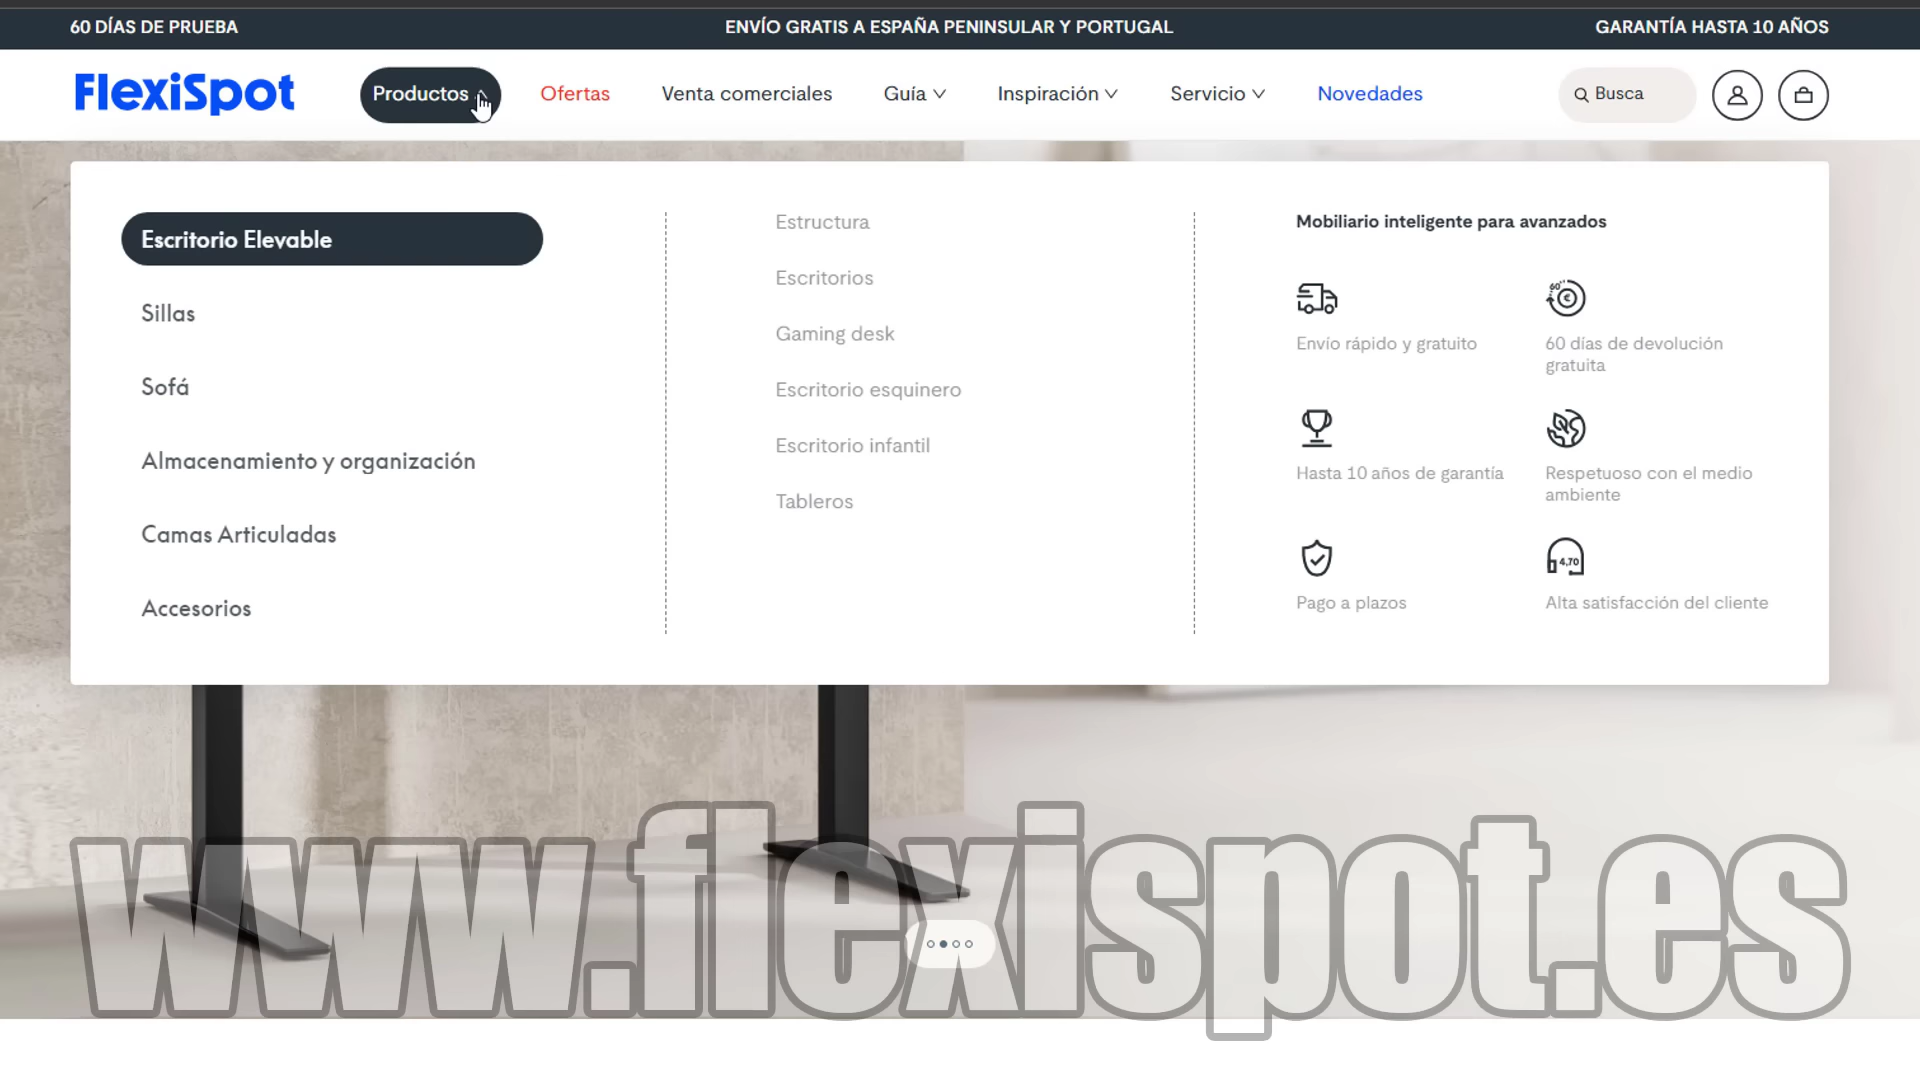 60 DÍAS DE PRUEBA
ENVÍO GRATIS A ESPAÑA PENINSULAR Y PORTUGAL
GARANTÍA HASTA 10 AÑOS
FlexiSpot
Productos
Ofertas
Venta comerciales
Guía
Inspiración
Servicio
Novedades
Busca
Escritorio Elevable
Sillas
Sofá
Almacenamiento y organización
Camas Articuladas
Accesorios
Estructura
Escritorios
Gaming desk
Escritorio esquinero
Escritorio infantil
Tableros
Mobiliario inteligente para avanzados
Envío rápido y gratuito
60
€
60 días de devolución
gratuita
Hasta 10 años de garantía
Respetuoso con el medio
ambiente
Pago a plazos
4,70
Alta satisfacción del cliente
www.flexispot.es